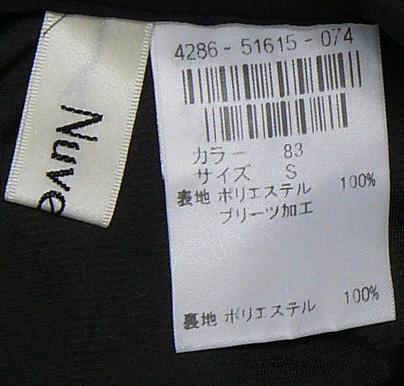 Nuve
4286-51615-074
カラー 83
サイズ S
表地 ポリエステル 100%
プリーツ加工
裏地 ポリエステル 100%